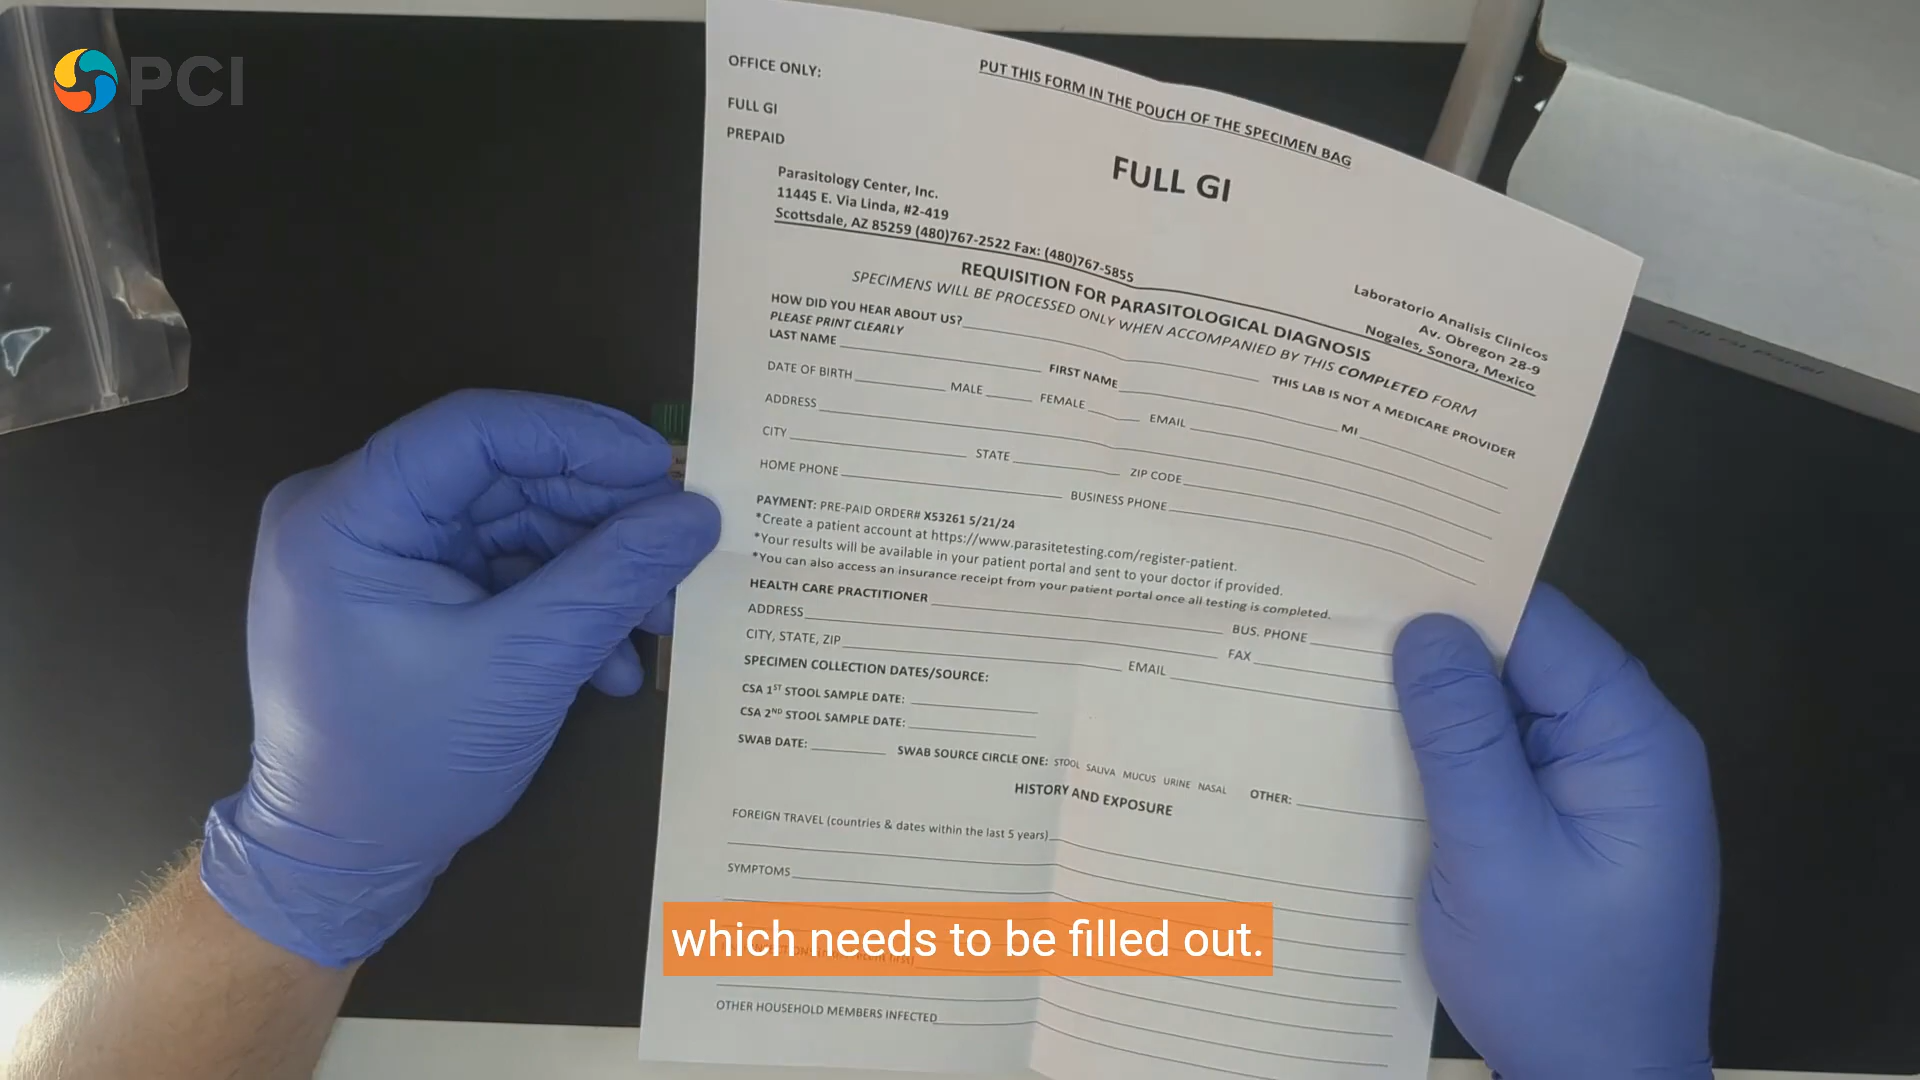 PCI
OFFICE ONLY:
PUT THIS FORM IN THE POUCH OF THE SPECIMEN BAG
FULL GI
PREPAID
FULL GI
Parasitology Center, Inc.
11445 E. Via Linda, #2-419
Scottsdale, AZ 85259 (480)767-2522 Fax: (480)767-5855
Laboratorio Analisis Clinicos
Av. Obregon 28-9
Nogales, Sonora, Mexico
REQUISITION FOR PARASITOLOGICAL DIAGNOSIS
SPECIMENS WILL BE PROCESSED ONLY WHEN ACCOMPANIED BY THIS COMPLETED FORM
HOW DID YOU HEAR ABOUT US?
THIS LAB IS NOT A MEDICARE PROVIDER
PLEASE PRINT CLEARLY
LAST NAME FIRST NAME MI
DATE OF BIRTH MALE FEMALE EMAIL
ADDRESS
CITY STATE ZIP CODE
HOME PHONE BUSINESS PHONE
PAYMENT: PRE-PAID ORDER# X53261 5/21/24
*Create a patient account at https://www.parasitetesting.com/register-patient.
*Your results will be available in your patient portal and sent to your doctor if provided.
*You can also access an insurance receipt from your patient portal once all testing is completed.
HEALTH CARE PRACTITIONER BUS. PHONE
ADDRESS FAX
CITY, STATE, ZIP EMAIL
SPECIMEN COLLECTION DATES/SOURCE:
CSA 1ST STOOL SAMPLE DATE:
CSA 2ND STOOL SAMPLE DATE:
SWAB DATE: SWAB SOURCE CIRCLE ONE: STOOL SALIVA MUCUS URINE NASAL OTHER:
HISTORY AND EXPOSURE
FOREIGN TRAVEL (countries & dates within the last 5 years)
SYMPTOMS
which needs to be filled out.
OTHER HOUSEHOLD MEMBERS INFECTED